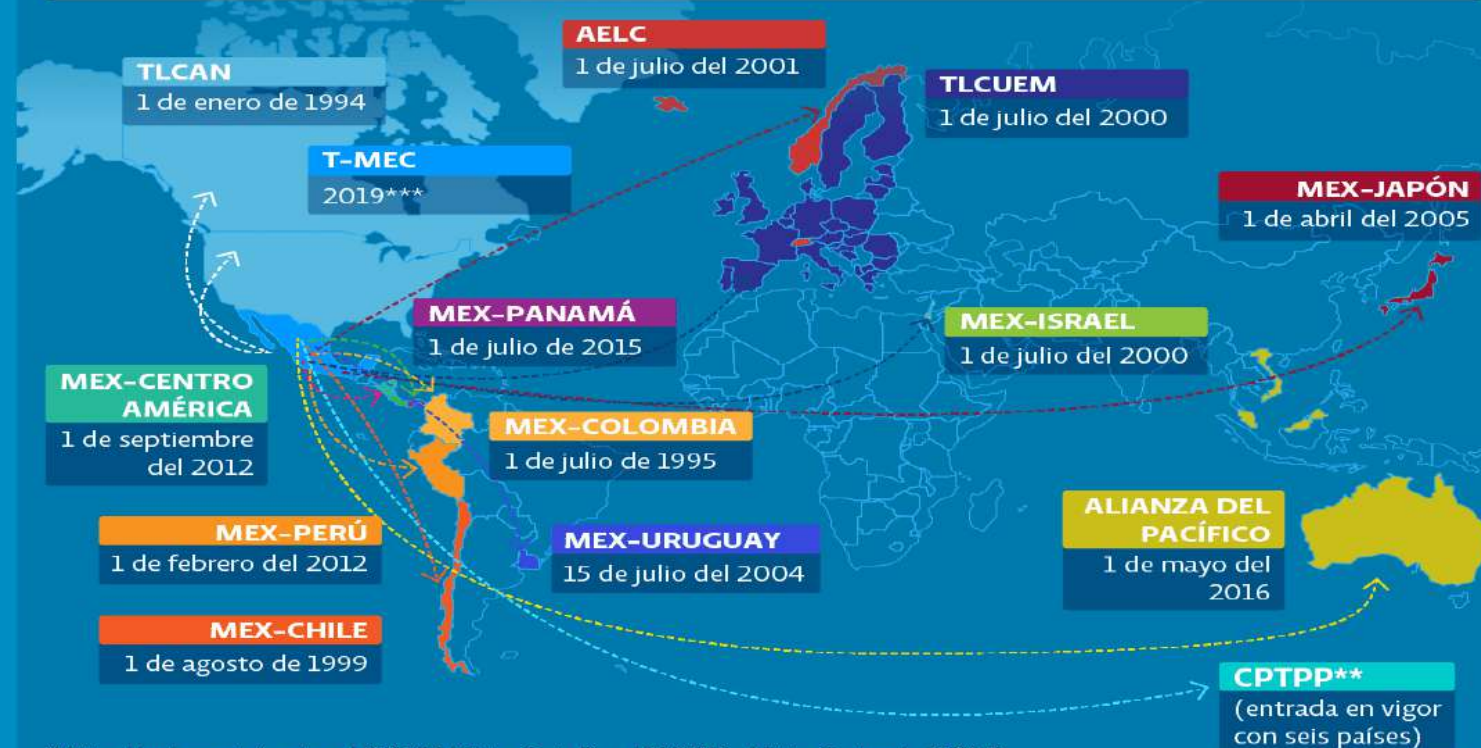 AELC
1 de julio del 2001
TLCAN
1 de enero de 1994
TLCUEM
1 de julio del 2000
T-MEC
2019***
MEX-JAPÓN
1 de abril del 2005
MEX-PANAMÁ
1 de julio de 2015
MEX-ISRAEL
1 de julio del 2000
MEX-CENTRO
AMÉRICA
1 de septiembre
del 2012
MEX-COLOMBIA
1 de julio de 1995
ALIANZA DEL
PACÍFICO
1 de mayo del
2016
MEX-PERÚ
1 de febrero del 2012
MEX-URUGUAY
15 de julio del 2004
MEX-CHILE
1 de agosto de 1999
CPTPP**
(entrada en vigor
con seis países)